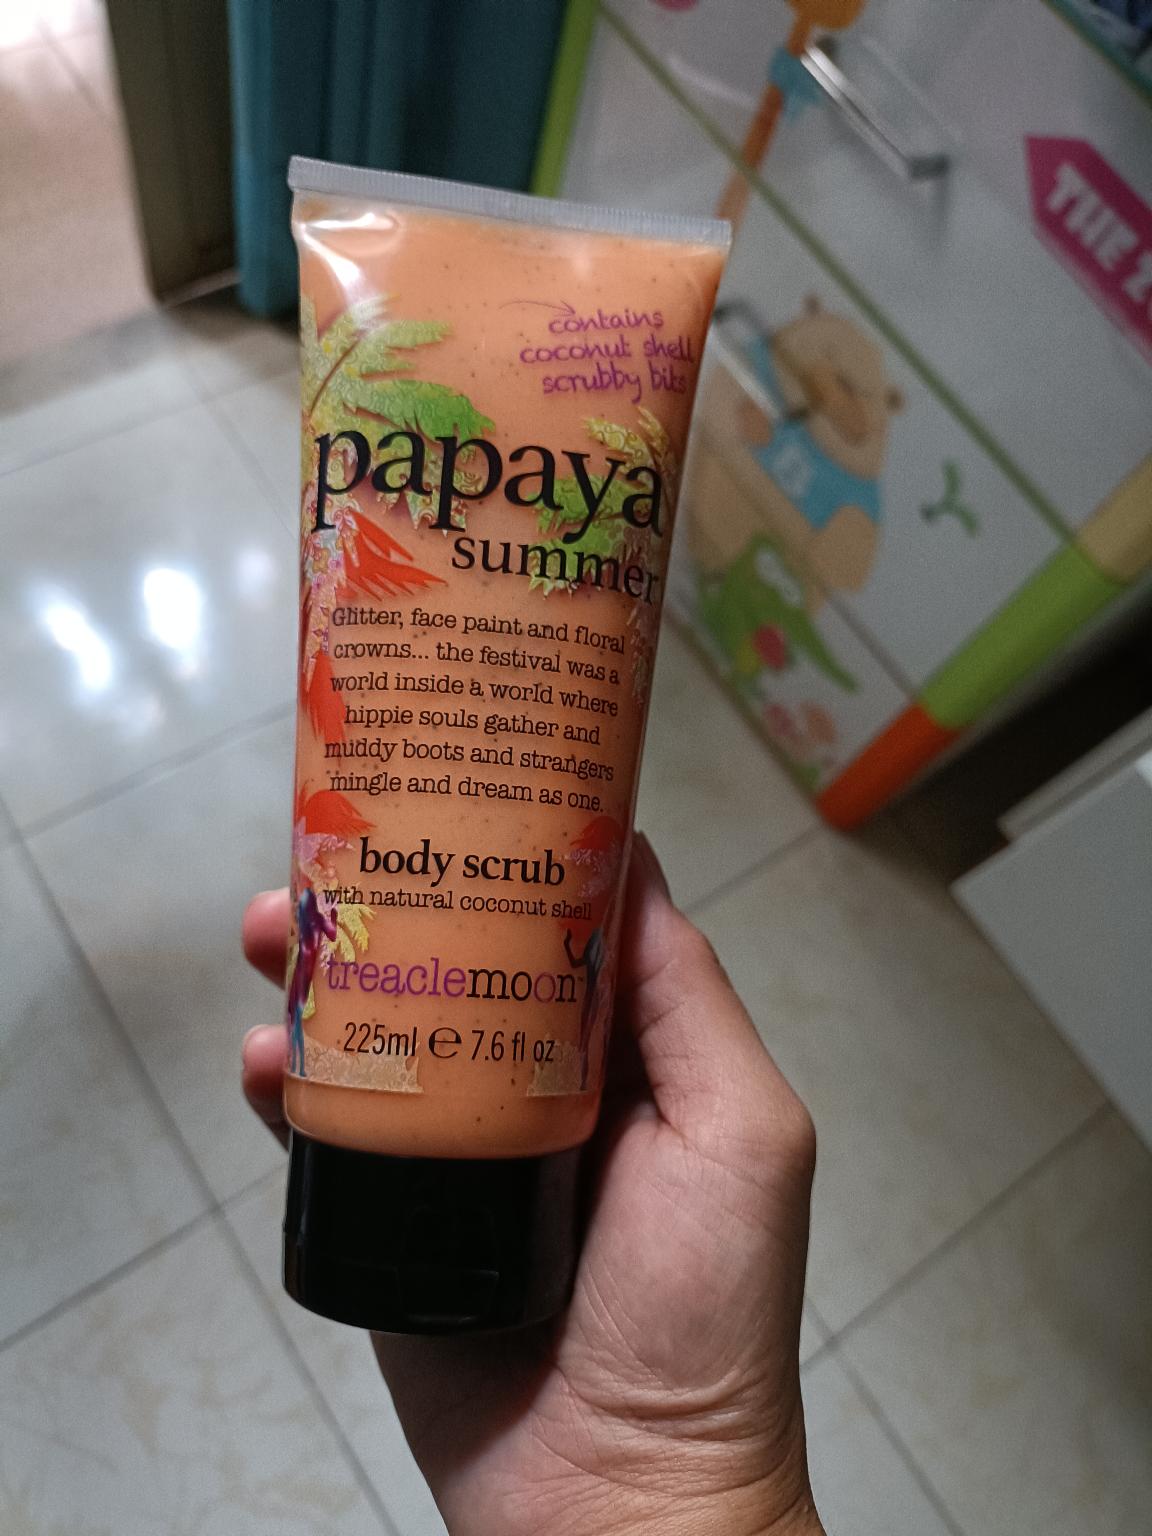 contains
coconut shell
scrubby bits
papaya
summer
Glitter, face paint and floral
crowns... the festival was a
world inside a world where
hippie souls gather and
muddy boots and strangers
mingle and dream as one.
body scrub
with natural coconut shell
treaclemoon™
225ml ℮ 7.6 fl oz
THE